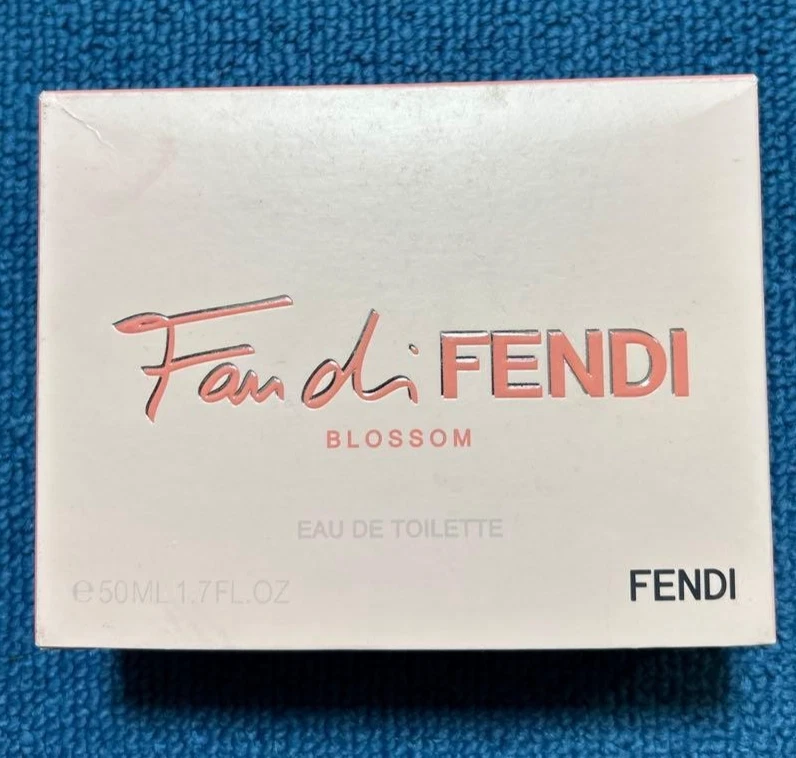 Fan di FENDI
BLOSSOM
EAU DE TOILETTE
℮50ML 1.7FL.OZ
FENDI